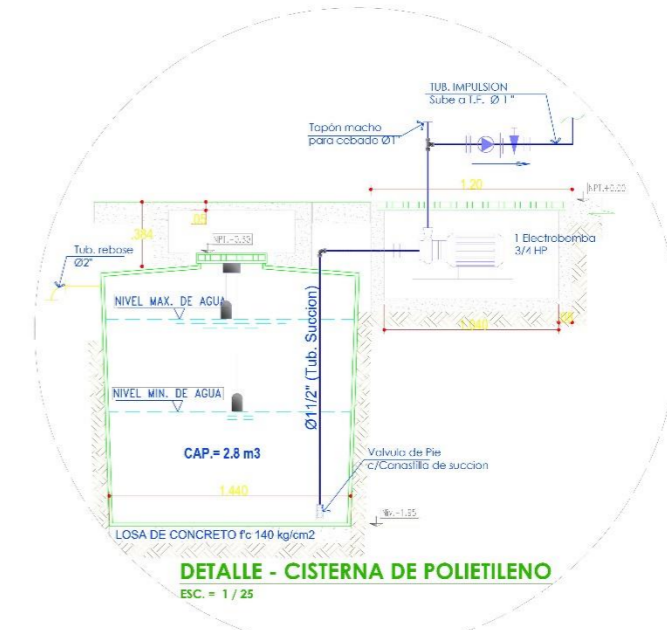 TUB. IMPULSION
Sube a T.F. Ø 1"
Tapón macho
para cebado Ø1"
1.20
NPT.+0.00
.05
Tub. rebose
Ø2"
1 Electrobomba
3/4 HP
NIVEL MAX. DE AGUA
Ø11/2" (Tub. Succion)
NIVEL MIN. DE AGUA
CAP.= 2.8 m3
Valvula de Pie
c/Canastilla de succion
1.440
LOSA DE CONCRETO f'c 140 kg/cm2
DETALLE - CISTERNA DE POLIETILENO
ESC. = 1 / 25